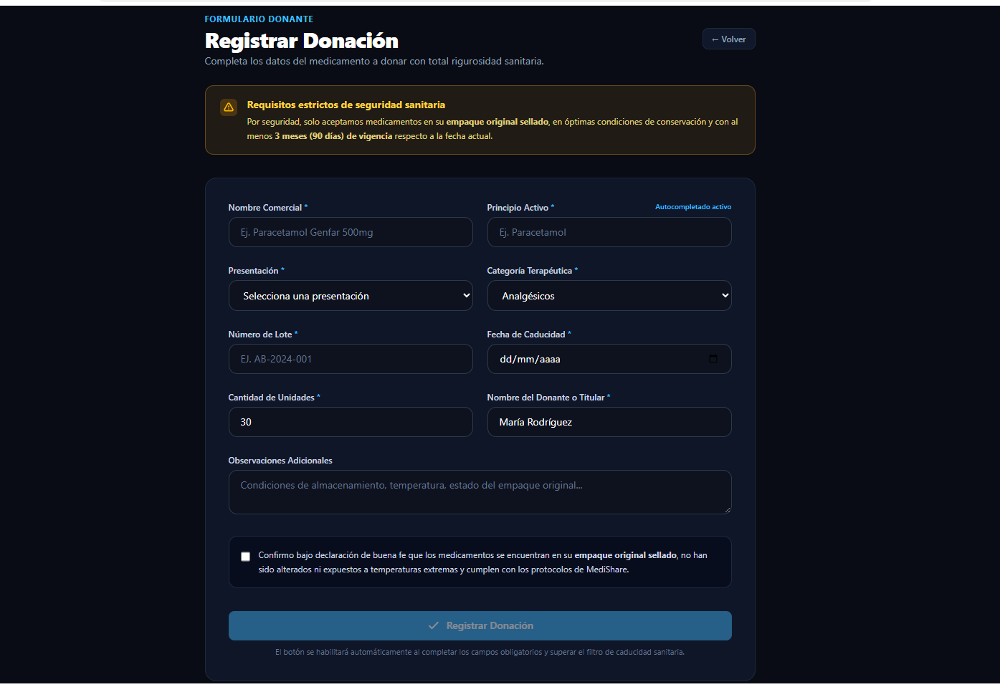 FORMULARIO DONANTE
Registrar Donación
← Volver
Completa los datos del medicamento a donar con total rigurosidad sanitaria.
Requisitos estrictos de seguridad sanitaria
Por seguridad, solo aceptamos medicamentos en su empaque original sellado, en óptimas condiciones de conservación y con al
menos 3 meses (90 días) de vigencia respecto a la fecha actual.
Nombre Comercial *
Ej. Paracetamol Genfar 500mg
Principio Activo *
Autocompletado activo
Ej. Paracetamol
Presentación *
Selecciona una presentación
Categoría Terapéutica *
Analgésicos
Número de Lote *
EJ. AB-2024-001
Fecha de Caducidad *
dd/mm/aaaa
Cantidad de Unidades *
30
Nombre del Donante o Titular *
María Rodríguez
Observaciones Adicionales
Condiciones de almacenamiento, temperatura, estado del empaque original...
Confirmo bajo declaración de buena fe que los medicamentos se encuentran en su empaque original sellado, no han
sido alterados ni expuestos a temperaturas extremas y cumplen con los protocolos de MediShare.
Registrar Donación
El botón se habilitará automáticamente al completar los campos obligatorios y superar el filtro de caducidad sanitaria.